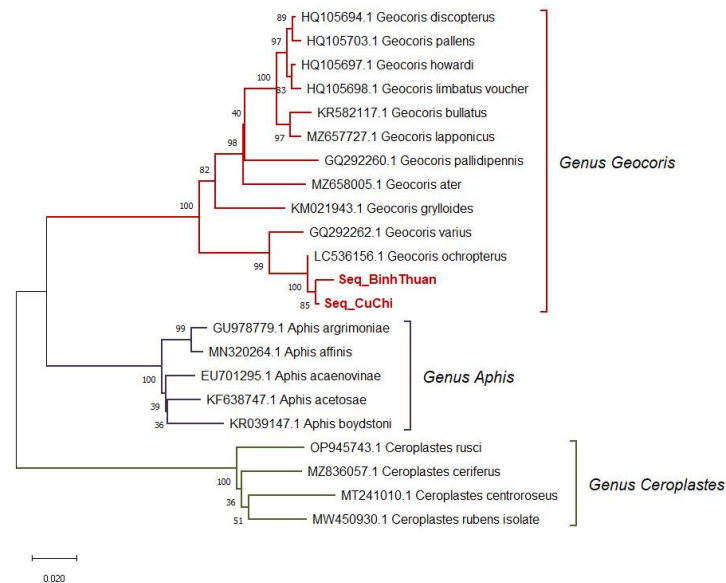 89
HQ105694.1 Geocoris discopterus
97
HQ105703.1 Geocoris pallens
HQ105697.1 Geocoris howardi
100
83
HQ105698.1 Geocoris limbatus voucher
40
KR582117.1 Geocoris bullatus
97
MZ657727.1 Geocoris lapponicus
98
GQ292260.1 Geocoris pallidipennis
Genus Geocoris
82
MZ658005.1 Geocoris ater
100
KM021943.1 Geocoris grylloides
GQ292262.1 Geocoris varius
99
LC536156.1 Geocoris ochropterus
100
Seq_BinhThuan
85
Seq_CuChi
99
GU978779.1 Aphis argrimoniae
MN320264.1 Aphis affinis
100
EU701295.1 Aphis acaenovinae
Genus Aphis
39
KF638747.1 Aphis acetosae
36
KR039147.1 Aphis boydstoni
OP945743.1 Ceroplastes rusci
100
MZ836057.1 Ceroplastes ceriferus
Genus Ceroplastes
36
MT241010.1 Ceroplastes centroroseus
51
MW450930.1 Ceroplastes rubens isolate
0.020